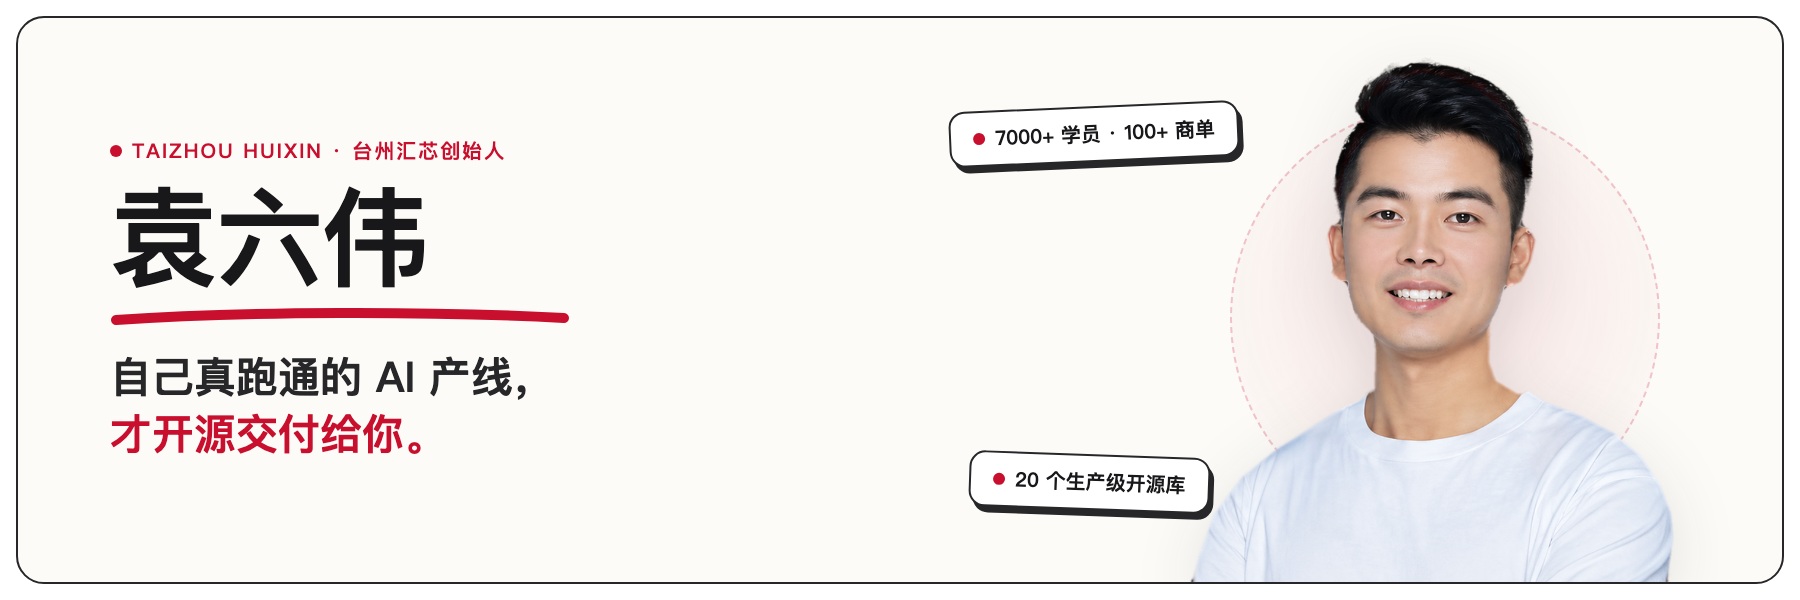 TAIZHOU HUIXIN · 台州汇芯创始人
袁六伟
自己真跑通的 AI 产线，
才开源交付给你。
7000+ 学员 · 100+ 商单
20 个生产级开源库